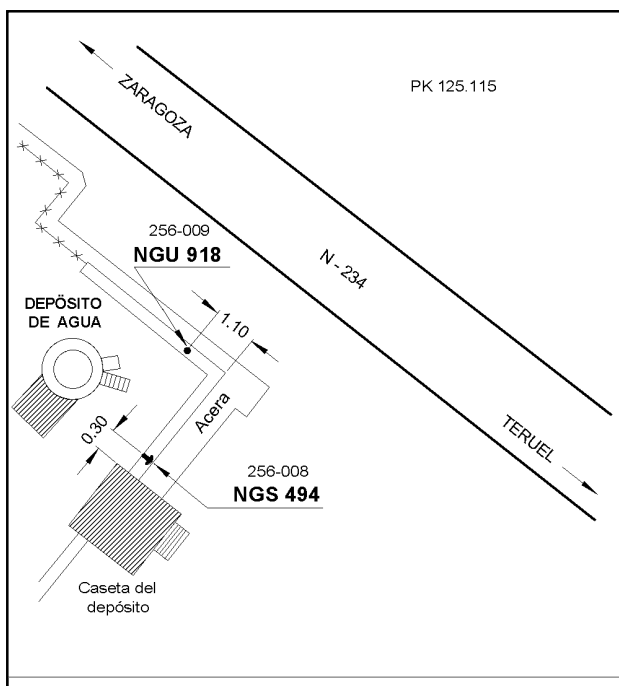 PK 125.115
ZARAGOZA
256-009
NGU 918
N - 234
DEPÖSITO
DE AGUA
1.10
Acera
0.30
TERUEL
256-008
NGS 494
Caseta del
depósito